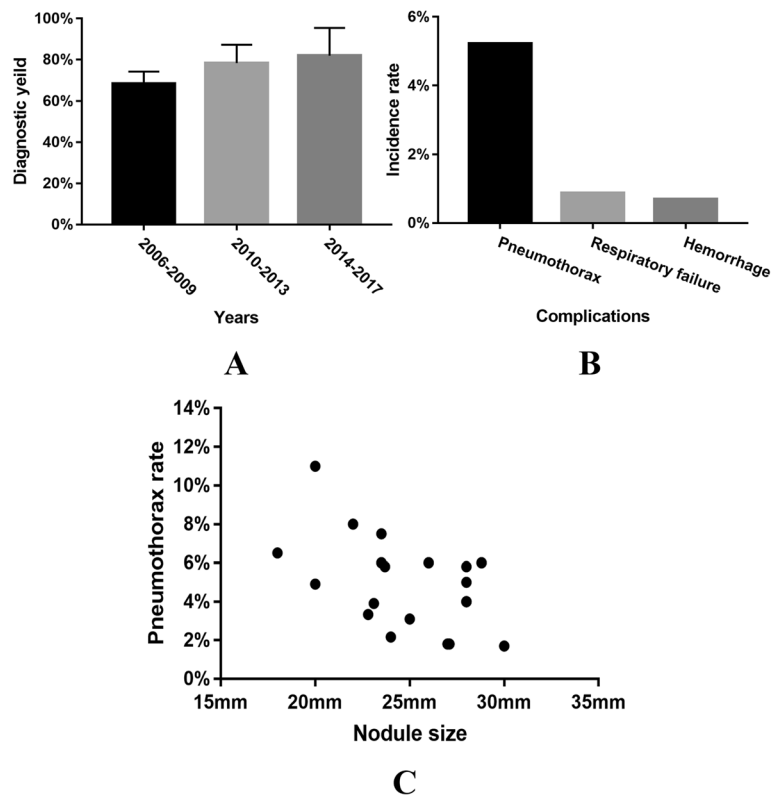 100%
80%
60%
40%
20%
0%
Diagnostic yeild
2006-2009
2010-2013
2014-2017
Years
A
6%
4%
2%
0%
Incidence rate
Pneumothorax
Respiratory failure
Hemorrhage
Complications
B
14%
12%
10%
8%
6%
4%
2%
0%
Pneumothorax rate
15mm
20mm
25mm
30mm
35mm
Nodule size
C